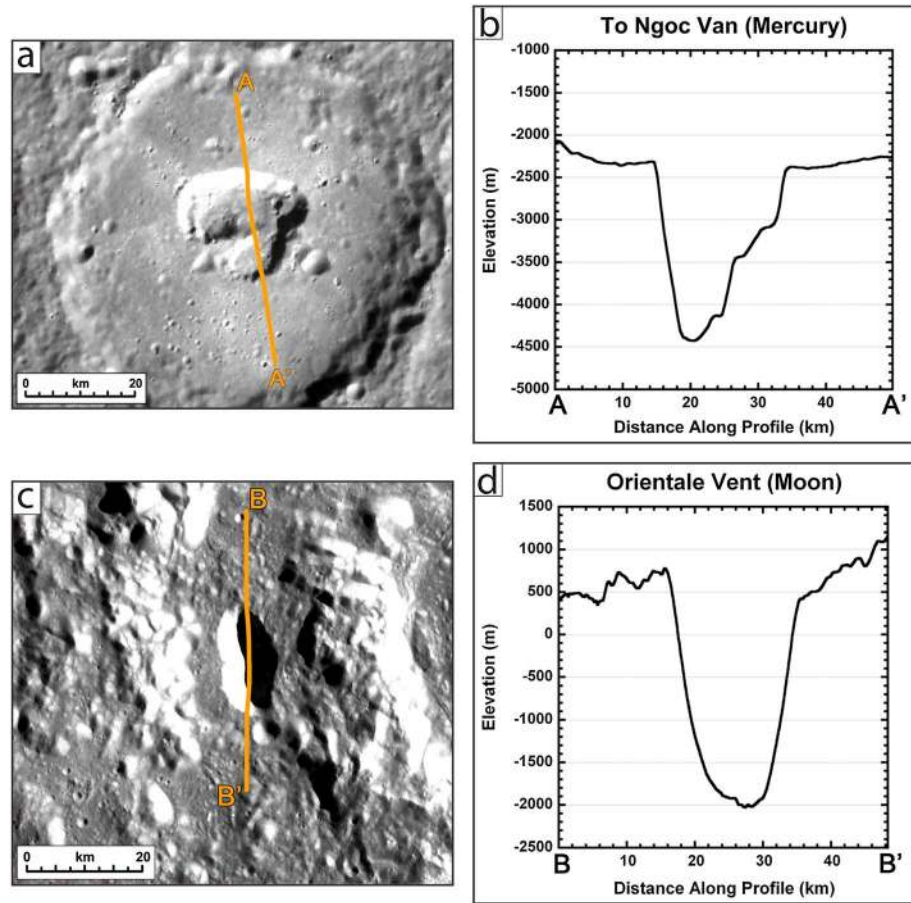 a
A
A'
km
0 20
b
To Ngoc Van (Mercury)
-1000
-1500
-2000
-2500
-3000
-3500
-4000
-4500
-5000
Elevation (m)
A 10 20 30 40 A'
Distance Along Profile (km)
c
B
B'
km
0 20
d
Orientale Vent (Moon)
1500
1000
500
0
-500
-1000
-1500
-2000
-2500
Elevation (m)
B 10 20 30 40 B'
Distance Along Profile (km)